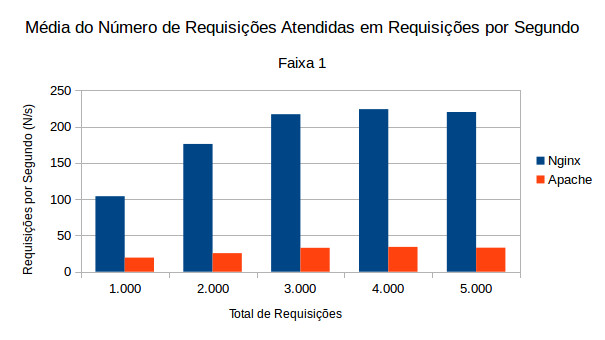 Média do Número de Requisições Atendidas em Requisições por Segundo
Faixa 1
Requisições por Segundo (N/s)
250
200
150
100
50
0
1.000 2.000 3.000 4.000 5.000
Total de Requisições
Nginx
Apache